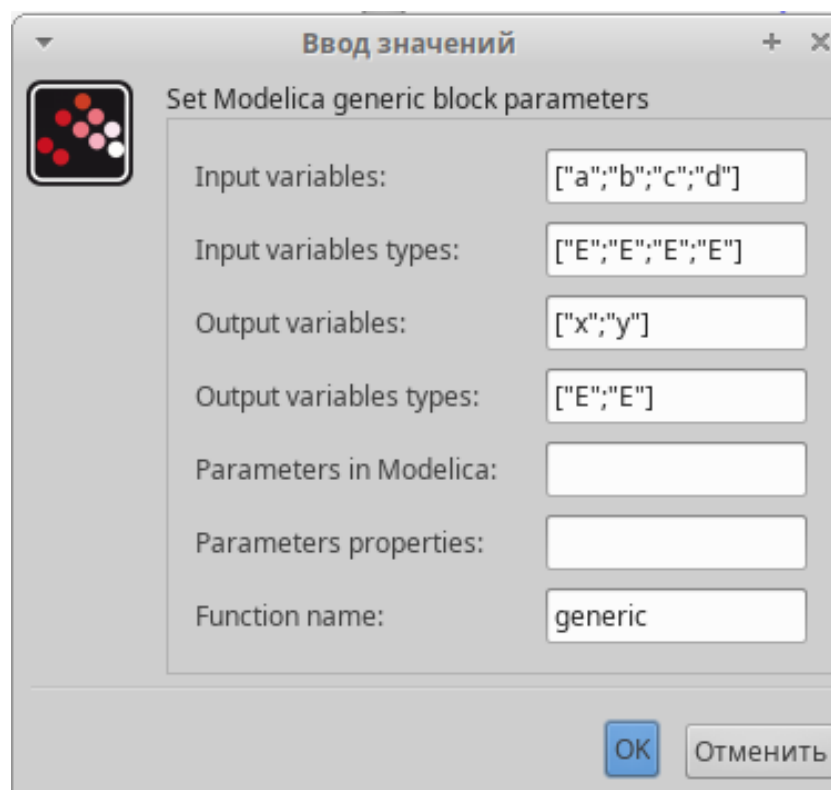 Ввод значений
Set Modelica generic block parameters
Input variables: ["a";"b";"c";"d"]
Input variables types: ["E";"E";"E";"E"]
Output variables: ["x";"y"]
Output variables types: ["E";"E"]
Parameters in Modelica:
Parameters properties:
Function name: generic
OK Отменить